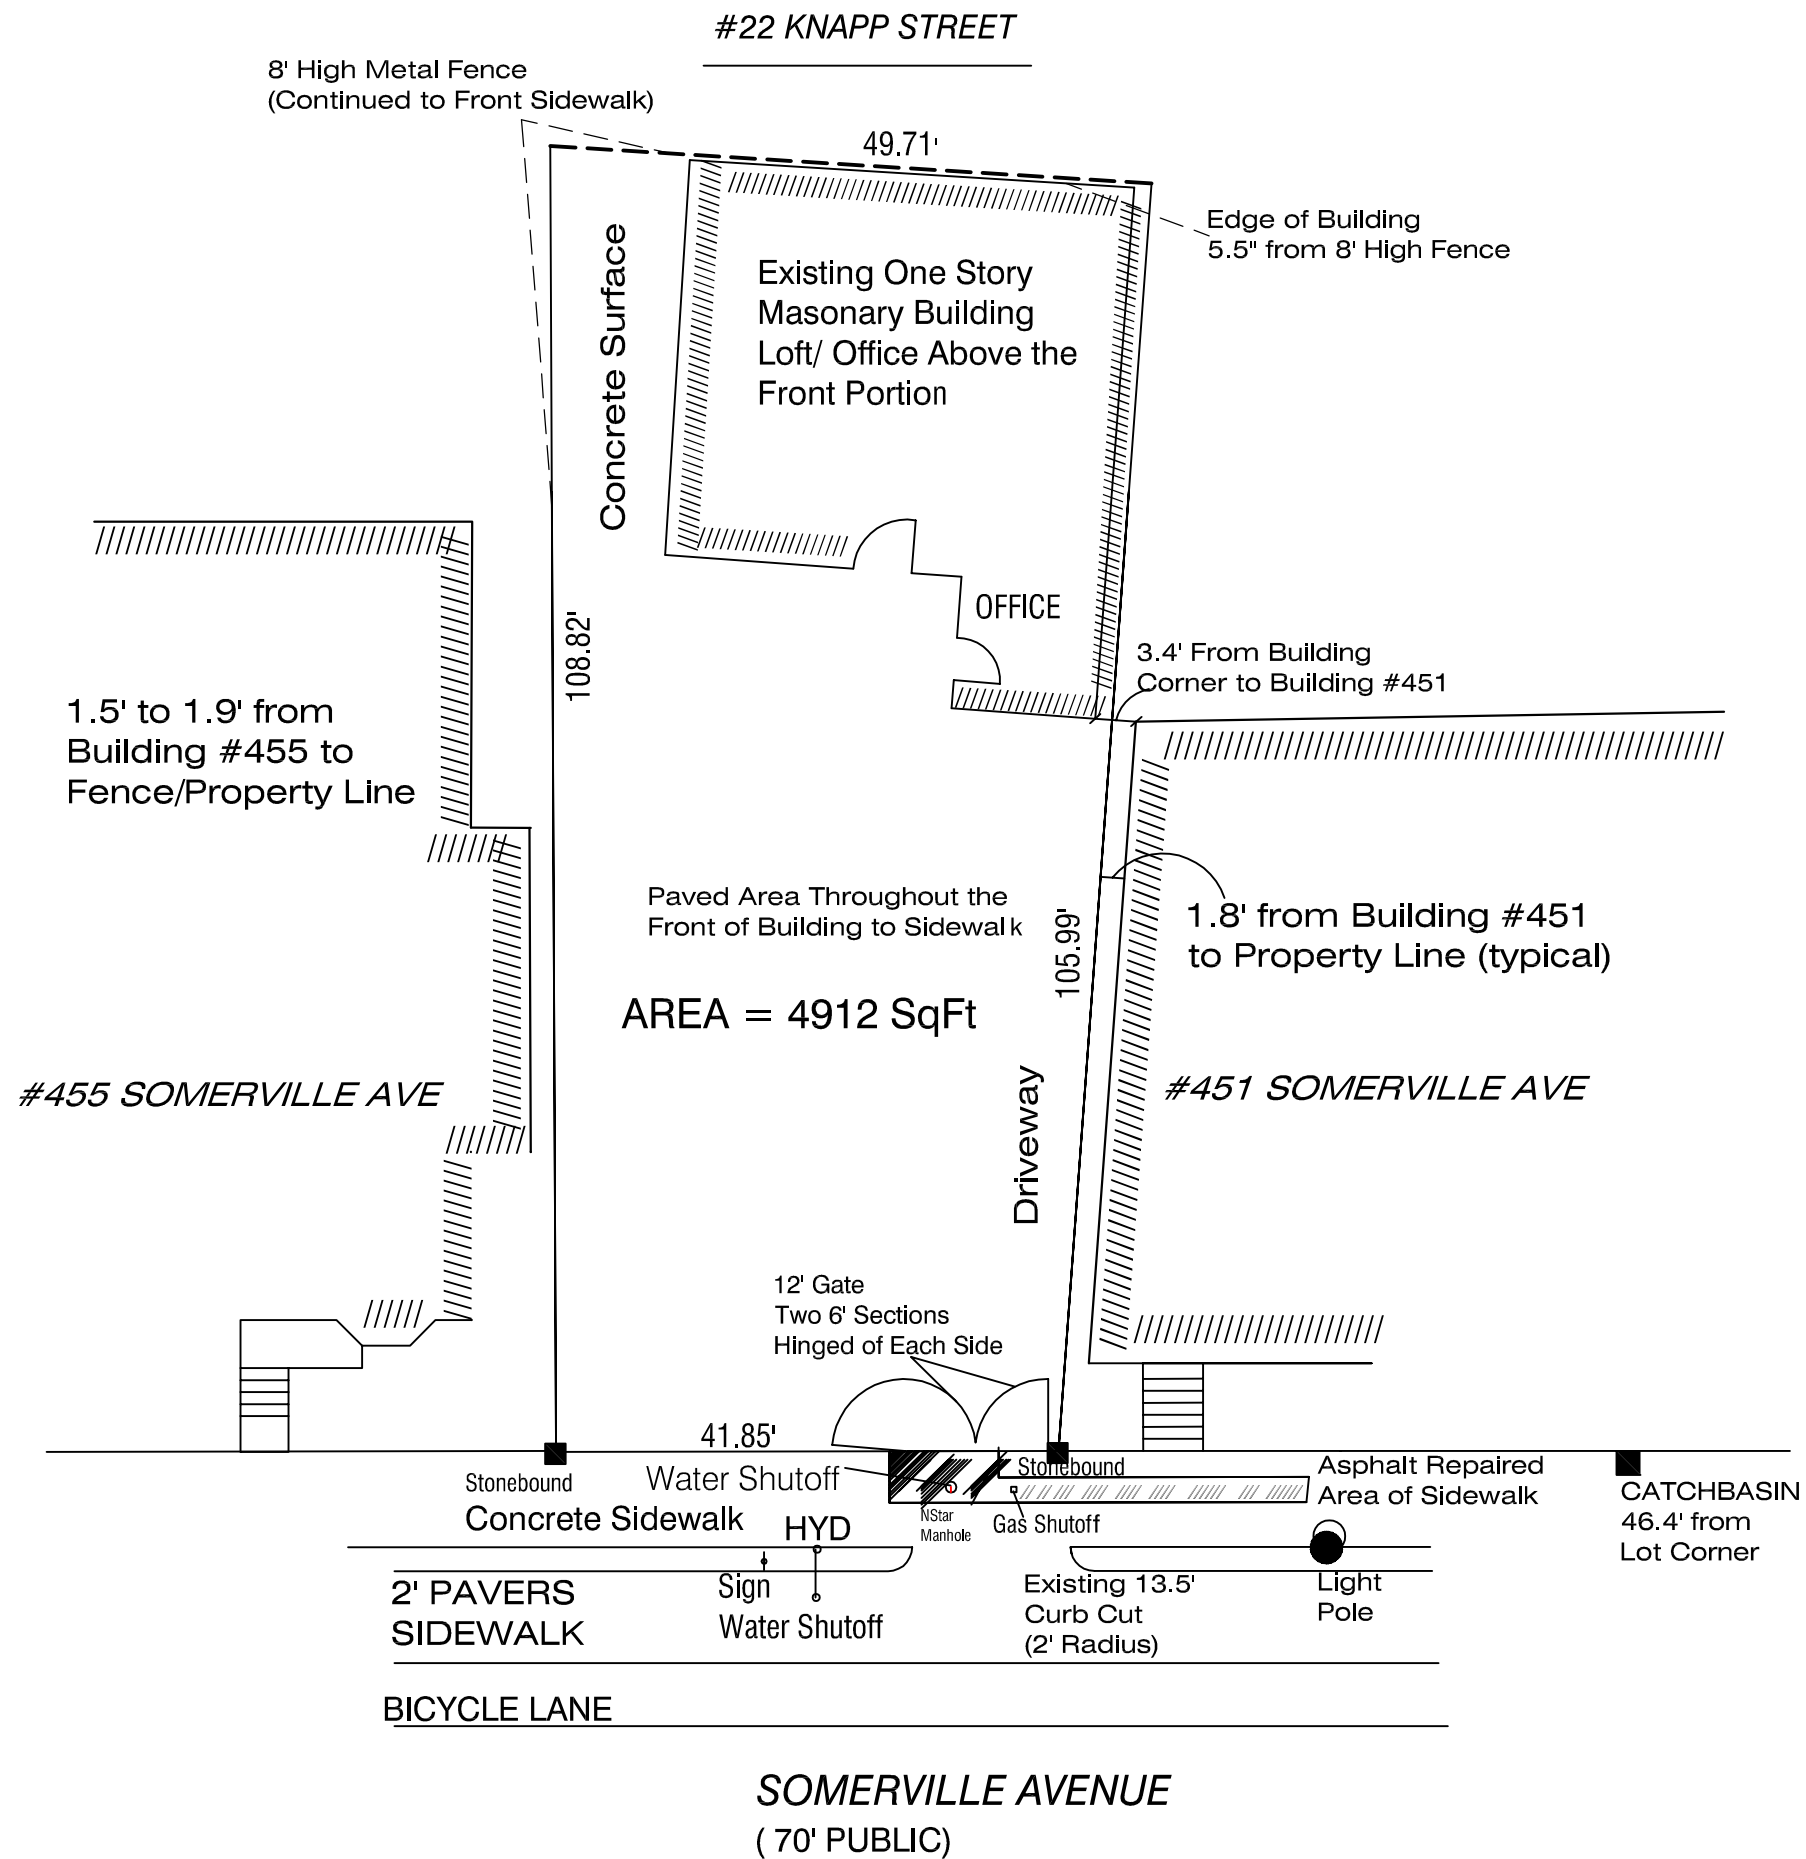 #22 KNAPP STREET
8' High Metal Fence
(Continued to Front Sidewalk)
49.71'
Edge of Building
5.5" from 8' High Fence
Concrete Surface
Existing One Story
Masonary Building
Loft/ Office Above the
Front Portion
OFFICE
108.82'
3.4' From Building
Corner to Building #451
1.5' to 1.9' from
Building #455 to
Fence/Property Line
Paved Area Throughout the
Front of Building to Sidewalk
105.99'
1.8' from Building #451
to Property Line (typical)
AREA = 4912 SqFt
#455 SOMERVILLE AVE
Driveway
#451 SOMERVILLE AVE
12' Gate
Two 6' Sections
Hinged of Each Side
41.85'
Stonebound
Water Shutoff
Stonebound
Asphalt Repaired
Area of Sidewalk
CATCHBASIN
46.4' from
Lot Corner
Concrete Sidewalk
HYD
NStar
Manhole
Gas Shutoff
2' PAVERS
SIDEWALK
Sign
Water Shutoff
Existing 13.5'
Curb Cut
(2' Radius)
Light
Pole
BICYCLE LANE
SOMERVILLE AVENUE
( 70' PUBLIC)